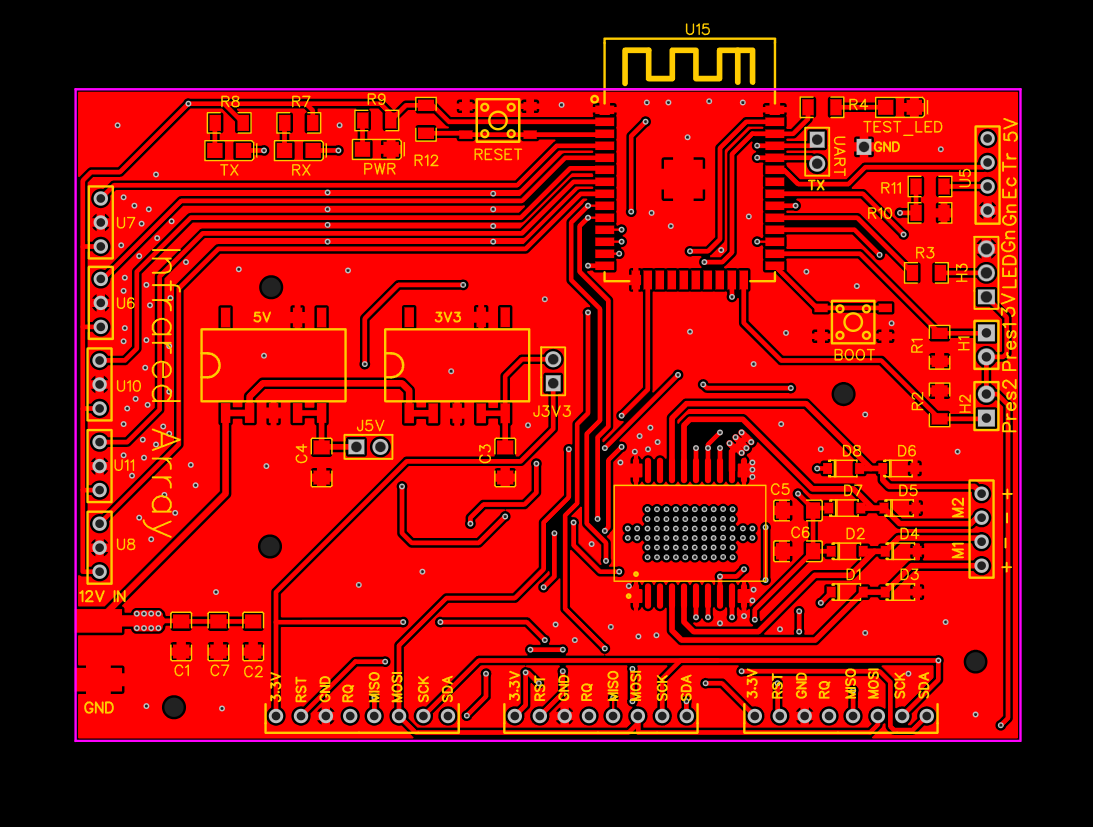 U15
R8
R7
R9
R12
RESET
TX
RX
PWR
R4
TEST_LED
UART
GND
TX
R11
R10
U5
Gn Ec Tr 5V
R3
H3
3V LED Gn
U7
U6
U10
U11
U8
Infrared Array
5V
3V3
BOOT
R1
H1
Pres1
R2
H2
Pres2
J3V3
J5V
C4
C3
D8
D6
C5
D7
D5
C6
D2
D4
D1
D3
M2
M1
+
-
-
+
12V IN
GND
C1
C7
C2
3.3V
RST
GND
RQ
MISO
MOSI
SCK
SDA
3.3V
RST
GND
RQ
MISO
MOSI
SCK
SDA
3.3V
RST
GND
RQ
MISO
MOSI
SCK
SDA